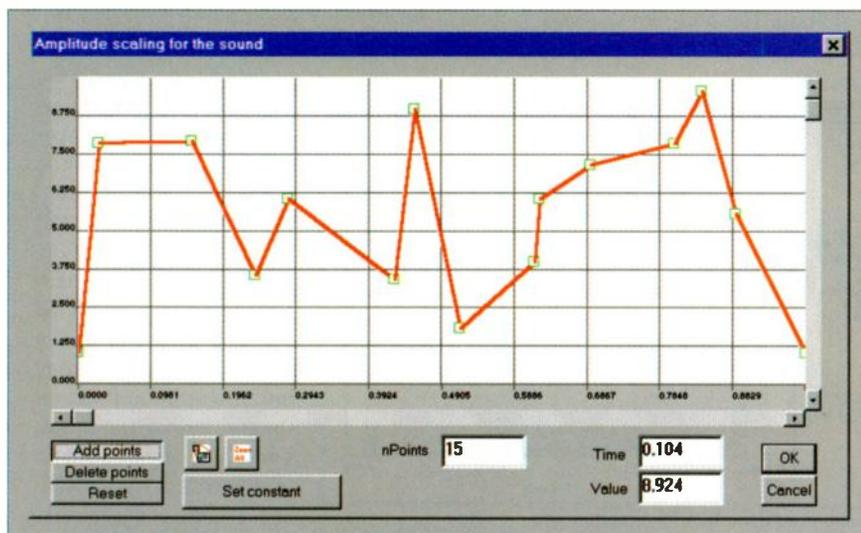 Amplitude scaling for the sound
8.750
7.500
6.250
5.000
3.750
2.500
1.250
0.000
0.0000 0.0981 0.1962 0.2943 0.3924 0.4905 0.5886 0.6867 0.7848 0.8829
Add points
Delete points
Reset
Zoom All
Set constant
nPoints 15
Time 0.104
Value 8.924
OK
Cancel